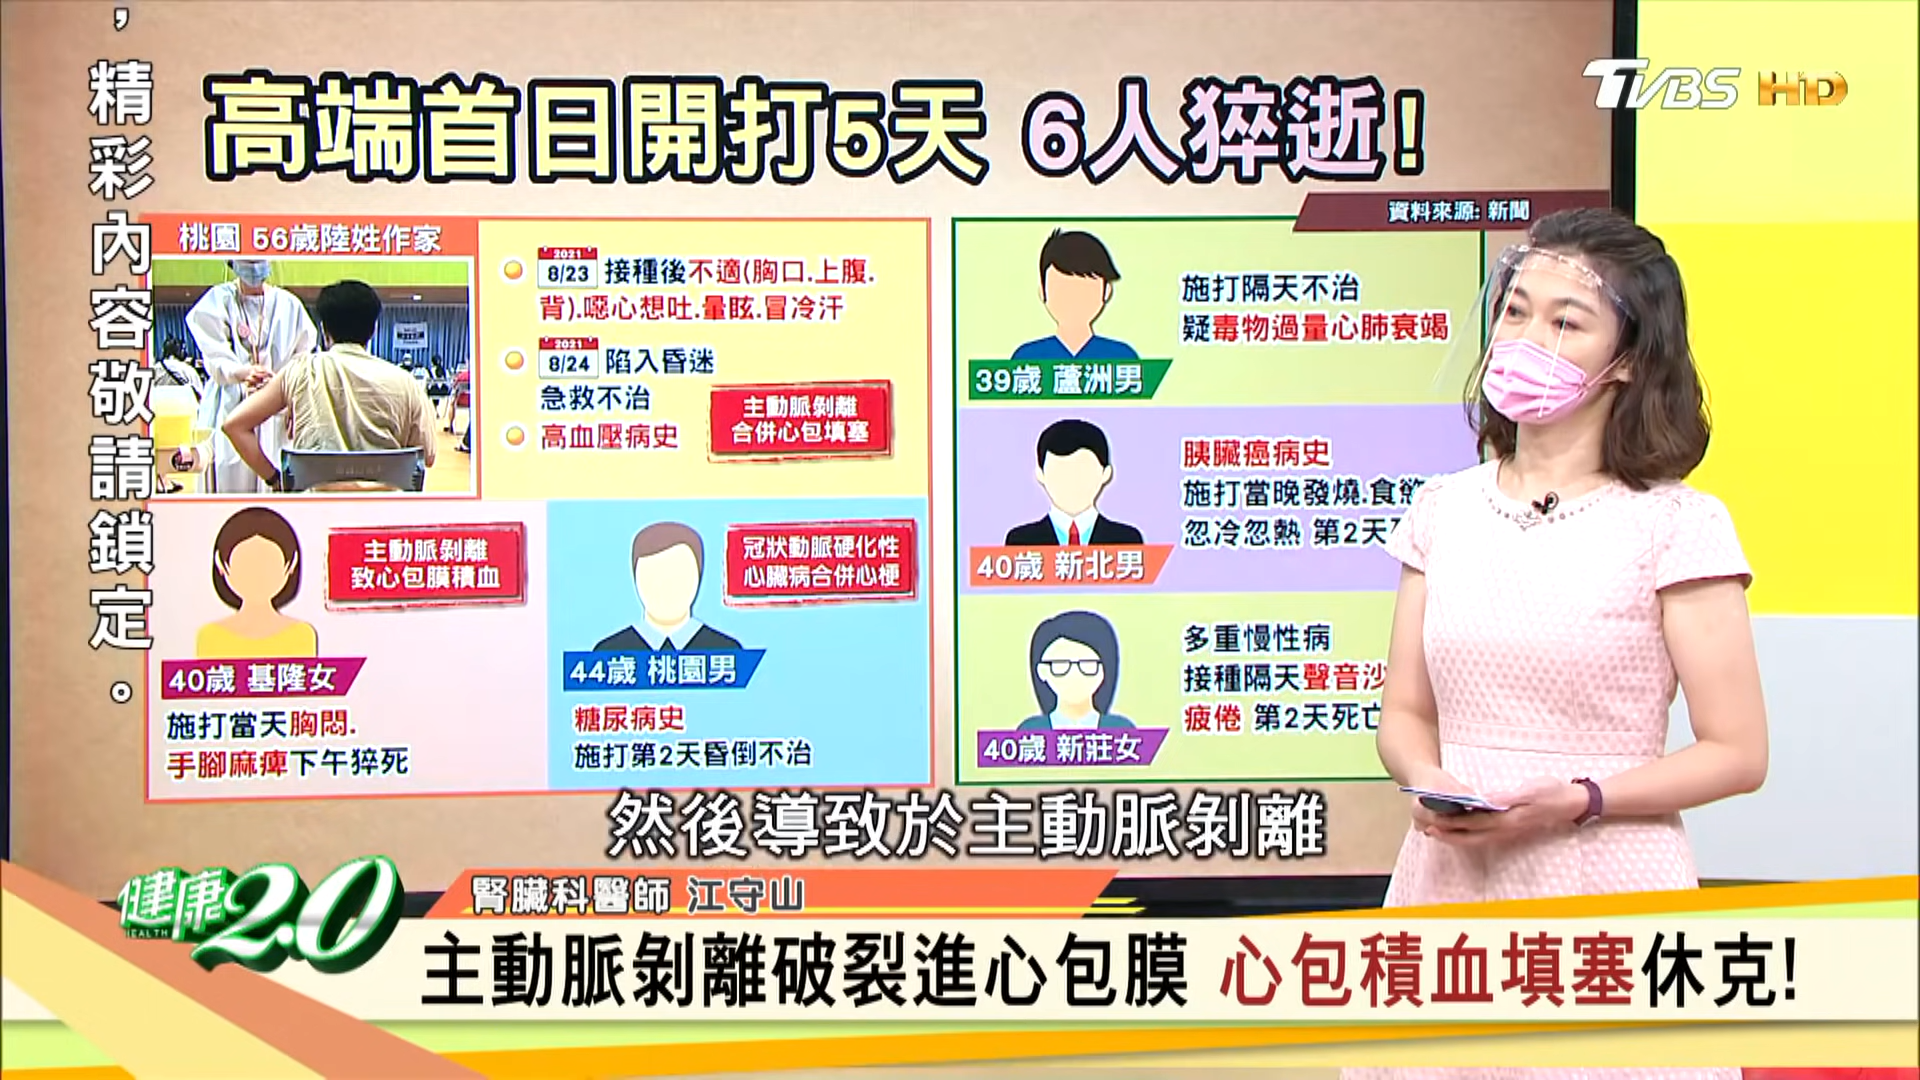 ，精彩內容敬請鎖定。
高端首日開打5天 6人猝逝!
TVBS HD
資料來源: 新聞
桃園 56歲陸姓作家
2021
8/23 接種後不適(胸口.上腹.
背).噁心想吐.暈眩.冒冷汗
2021
8/24 陷入昏迷
急救不治
高血壓病史
主動脈剝離
合併心包填塞
主動脈剝離
致心包膜積血
40歲 基隆女
施打當天胸悶.
手腳麻痺下午猝死
冠狀動脈硬化性
心臟病合併心梗
44歲 桃園男
糖尿病史
施打第2天昏倒不治
施打隔天不治
疑毒物過量心肺衰竭
39歲 蘆洲男
胰臟癌病史
施打當晚發燒.食慾
忽冷忽熱 第2天
40歲 新北男
多重慢性病
接種隔天聲音沙
疲倦 第2天死亡
40歲 新莊女
然後導致於主動脈剝離
健康2.0
HEALTH
腎臟科醫師 江守山
主動脈剝離破裂進心包膜 心包積血填塞休克!